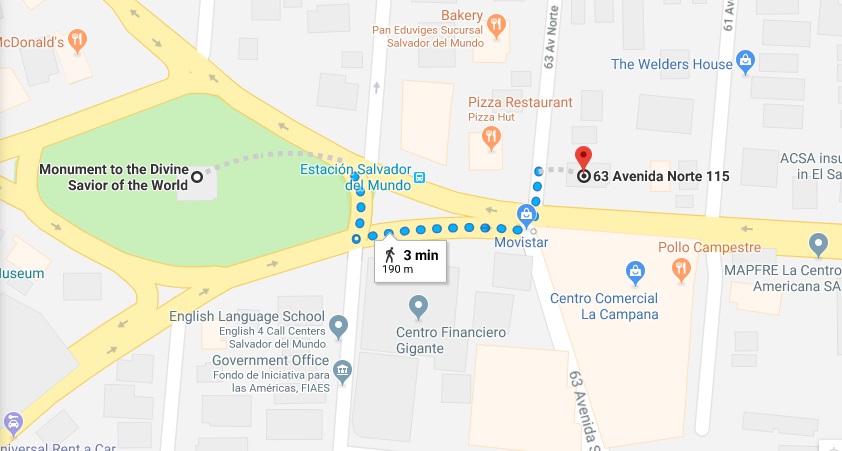 McDonald's
Bakery
Pan Eduviges Sucursal
Salvador del Mundo
63 Av Norte
61 Av
The Welders House
Pizza Restaurant
Pizza Hut
Monument to the Divine
Savior of the World
Estación Salvador
del Mundo
63 Avenida Norte 115
ACSA insu
in El Sa
Movistar
Pollo Campestre
3 min
190 m
MAPFRE La Centro
Americana SA
useum
Centro Comercial
La Campana
English Language School
English 4 Call Centers
Salvador del Mundo
Centro Financiero
Gigante
Government Office
Fondo de Iniciativa para
las Américas, FIAES
63 Avenida S
niversal Rent a Car